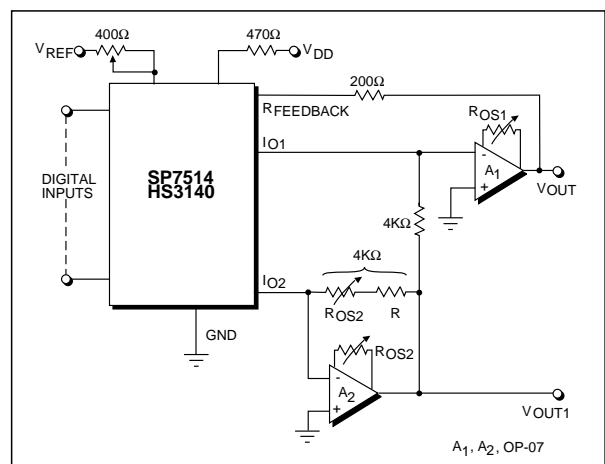 400Ω
470Ω
VREF
VDD
200Ω
RFEEDBACK
ROS1
IO1
SP7514
HS3140
DIGITAL
INPUTS
-
A1
+
VOUT
4KΩ
4KΩ
IO2
ROS2
R
GND
ROS2
-
A2
+
VOUT1
A1, A2, OP-07